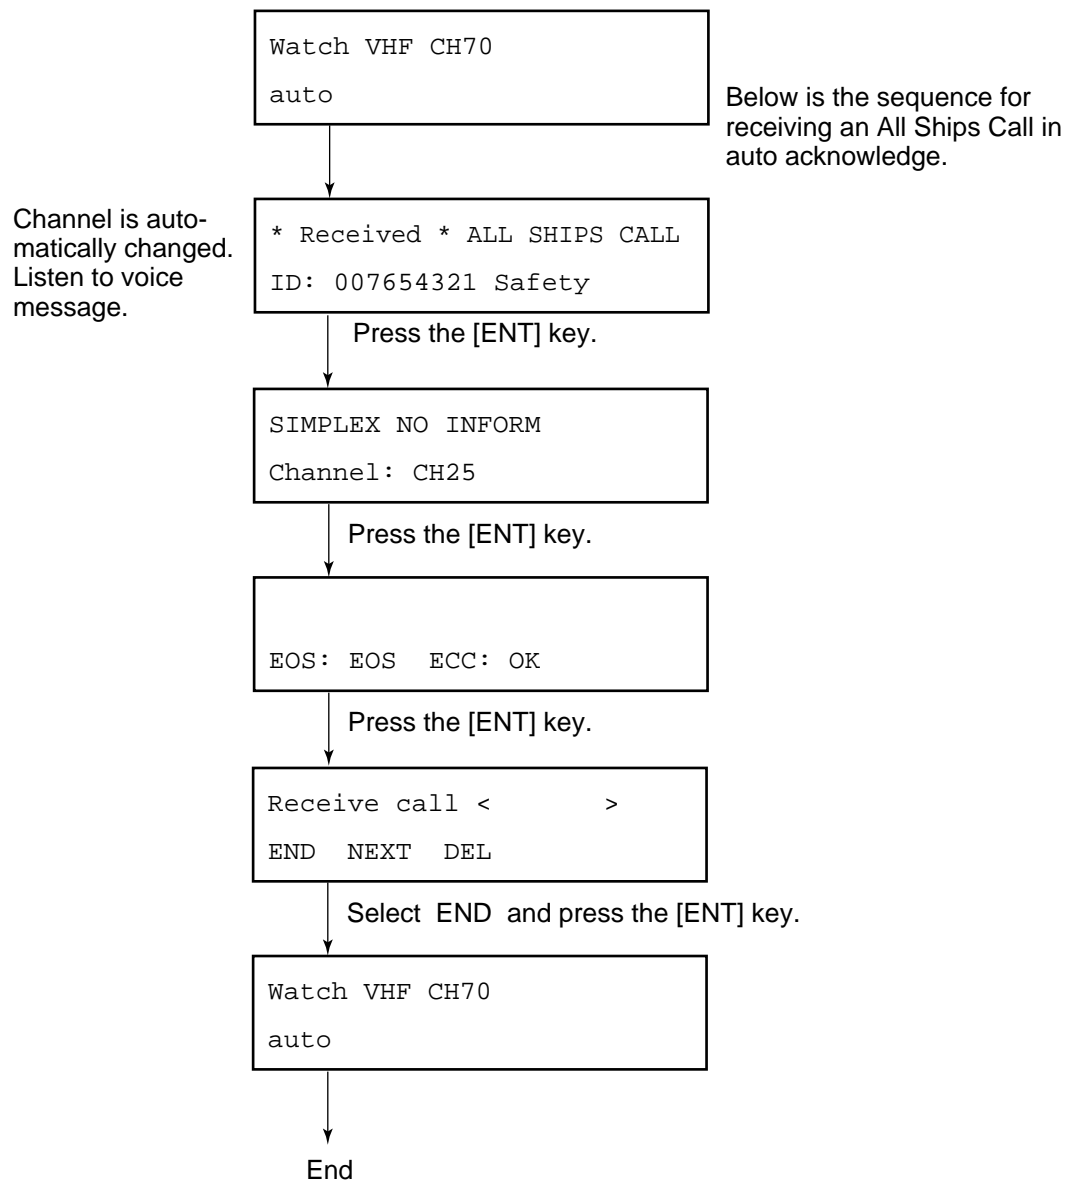 Watch VHF CH70
auto
Below is the sequence for
receiving an All Ships Call in
auto acknowledge.
Channel is auto-
matically changed.
Listen to voice
message.
* Received * ALL SHIPS CALL
ID: 007654321 Safety
Press the [ENT] key.
SIMPLEX NO INFORM
Channel: CH25
Press the [ENT] key.
EOS: EOS  ECC: OK
Press the [ENT] key.
Receive call <       >
END  NEXT  DEL
Select  END  and press the [ENT] key.
Watch VHF CH70
auto
End